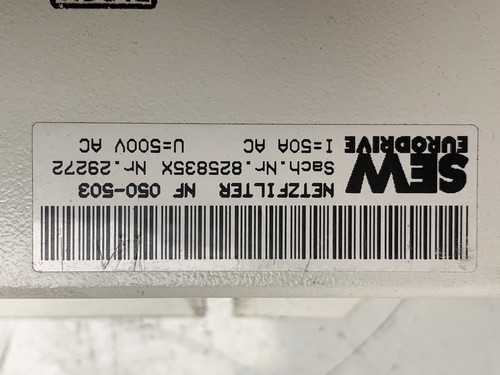 SEW
EURODRIVE
NETZFILTER NF 050-503
Sach.Nr.825835X Nr.29272
I=50A AC U=500V AC